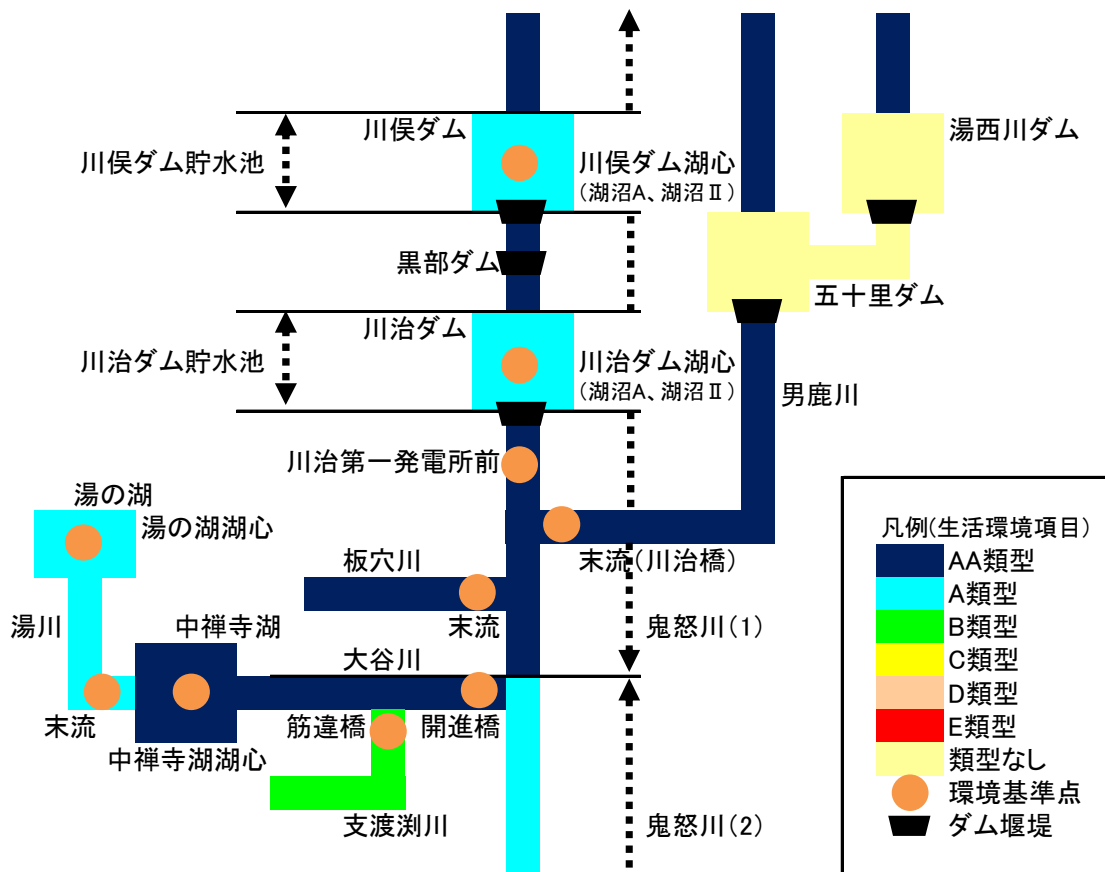 川俣ダム
湯西川ダム
川俣ダム貯水池
川俣ダム湖心
(湖沼A、湖沼Ⅱ)
黒部ダム
五十里ダム
川治ダム
川治ダム貯水池
川治ダム湖心
(湖沼A、湖沼Ⅱ)
男鹿川
川治第一発電所前
湯の湖
湯の湖湖心
末流(川治橋)
板穴川
末流
湯川
中禅寺湖
大谷川
鬼怒川(1)
末流
筋違橋
開進橋
中禅寺湖湖心
支渡渕川
鬼怒川(2)
凡例(生活環境項目)
AA類型
A類型
B類型
C類型
D類型
E類型
類型なし
環境基準点
ダム堰堤